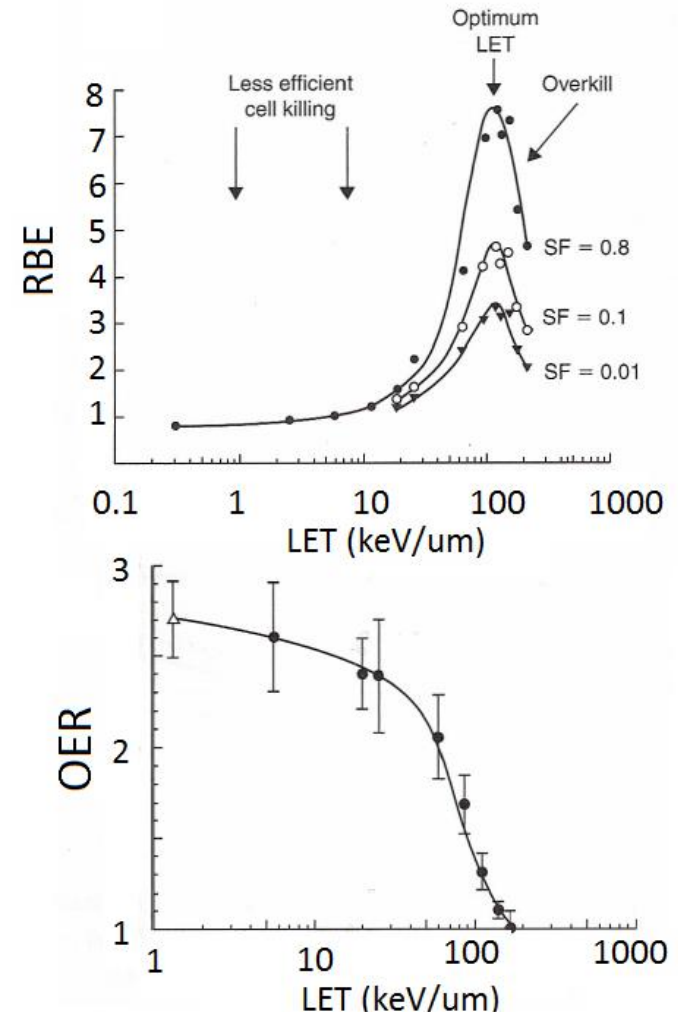 Optimum
LET
Less efficient
cell killing
Overkill
8
7
6
5
4
3
2
1
RBE
SF = 0.8
SF = 0.1
SF = 0.01
0.1 1 10 100 1000
LET (keV/um)
3
2
1
OER
1 10 100 1000
LET (keV/um)